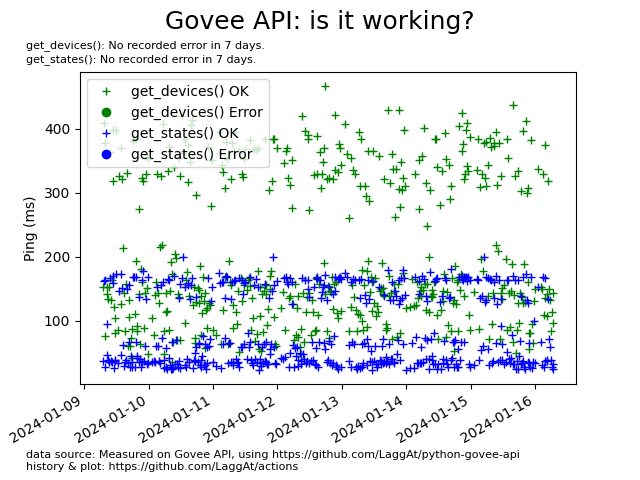 Govee API: is it working?
get_devices(): No recorded error in 7 days.
get_states(): No recorded error in 7 days.
get_devices() OK
get_devices() Error
get_states() OK
get_states() Error
Ping (ms)
400
300
200
100
2024-01-09
2024-01-10
2024-01-11
2024-01-12
2024-01-13
2024-01-14
2024-01-15
2024-01-16
data source: Measured on Govee API, using https://github.com/LaggAt/python-govee-api
history & plot: https://github.com/LaggAt/actions